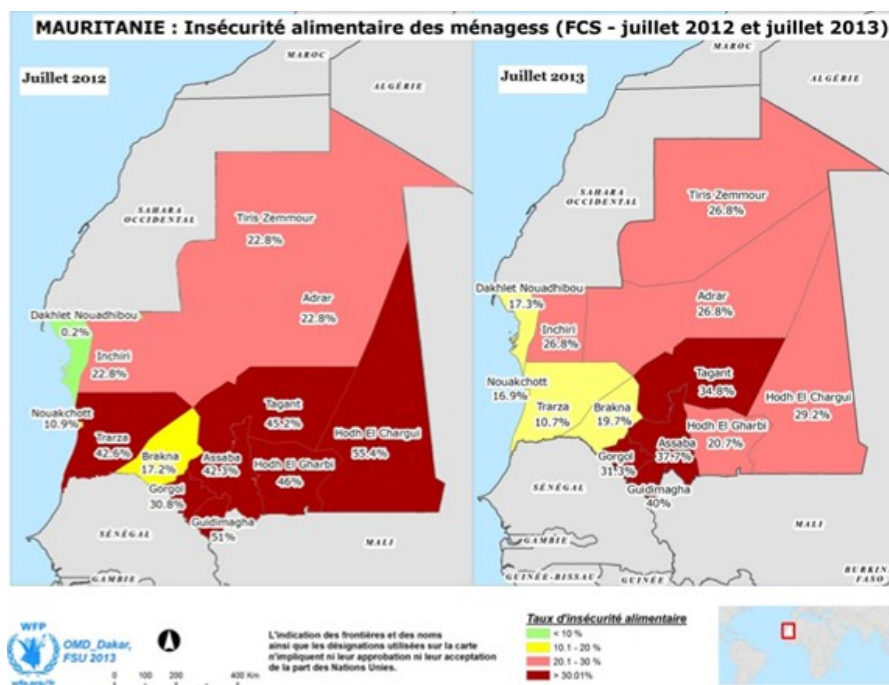 MAURITANIE : Insécurité alimentaire des ménagess (FCS - juillet 2012 et juillet 2013)
Juillet 2012
MAROC
ALGÉRIE
SAHARA
OCCIDENTAL
Tiris Zemmour
22.8%
Adrar
22.8%
Dakhlet Nouadhibou
0.2%
Inchiri
22.8%
Nouakchott
10.9%
Trarza
42.6%
Brakna
17.2%
Tagant
45.2%
Assaba
42.3%
Hodh El Gharbi
46%
Hodh El Chargui
55.4%
Gorgol
30.8%
Guidimagha
51%
SÉNÉGAL
MALI
GAMBIE
Juillet 2013
MAROC
ALGÉRIE
SAHARA
OCCIDENTAL
Tiris Zemmour
26.8%
Dakhlet Nouadhibou
17.3%
Adrar
26.8%
Inchiri
26.8%
Nouakchott
16.9%
Trarza
10.7%
Brakna
19.7%
Tagant
34.8%
Hodh El Chargui
29.2%
Hodh El Gharbi
20.7%
Assaba
37.7%
Gorgol
31.3%
Guidimagha
40%
SÉNÉGAL
MALI
GAMBIE
GUINÉE-BISSAU
GUINÉE
BURKIN
FASO
WFP
wfp.org/fr
OMD_Dakar,
FSU 2013
0 100 200 400 Km
L'indication des frontières et des noms
ainsi que les désignations utilisées sur la carte
n'impliquent ni leur approbation ni leur acceptation
de la part des Nations Unies.
Taux d'insécurité alimentaire
< 10 %
10.1 - 20 %
20.1 - 30 %
> 30.01%